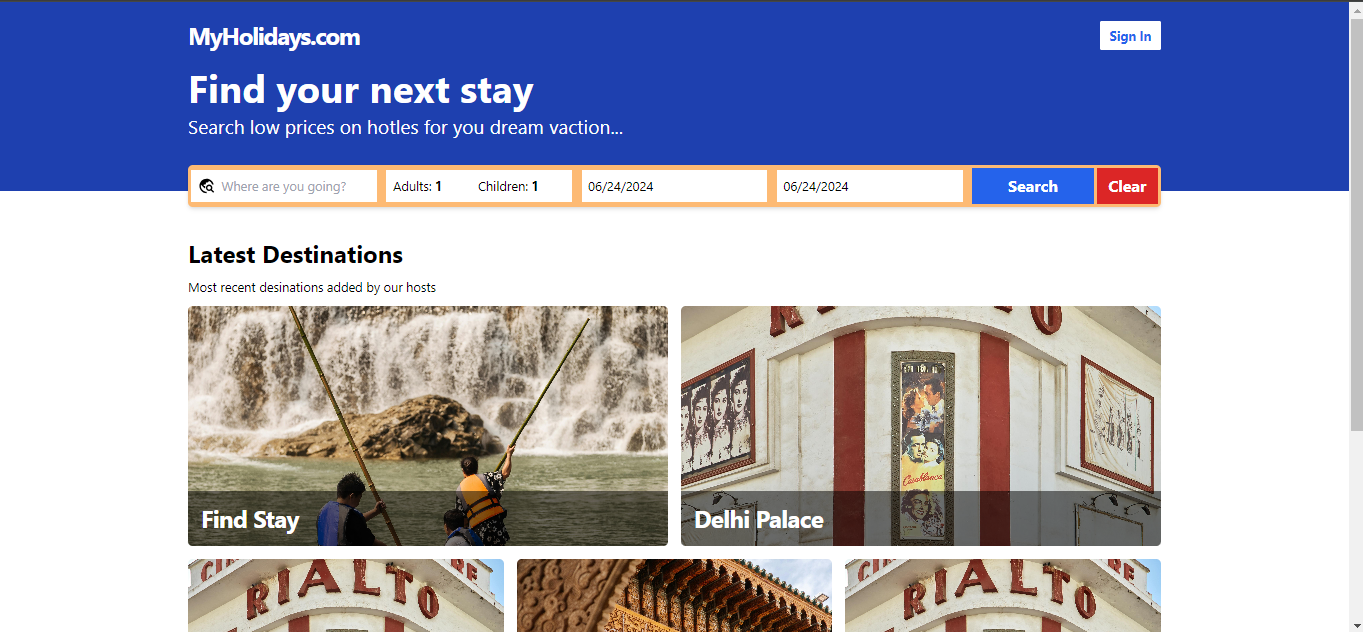 MyHolidays.com
Sign In
Find your next stay
Search low prices on hotles for you dream vaction...
Where are you going?
Adults: 1
Children: 1
06/24/2024
06/24/2024
Search
Clear
Latest Destinations
Most recent desinations added by our hosts
Casablanca
Find Stay
Delhi Palace
RIALTO
RIALTO